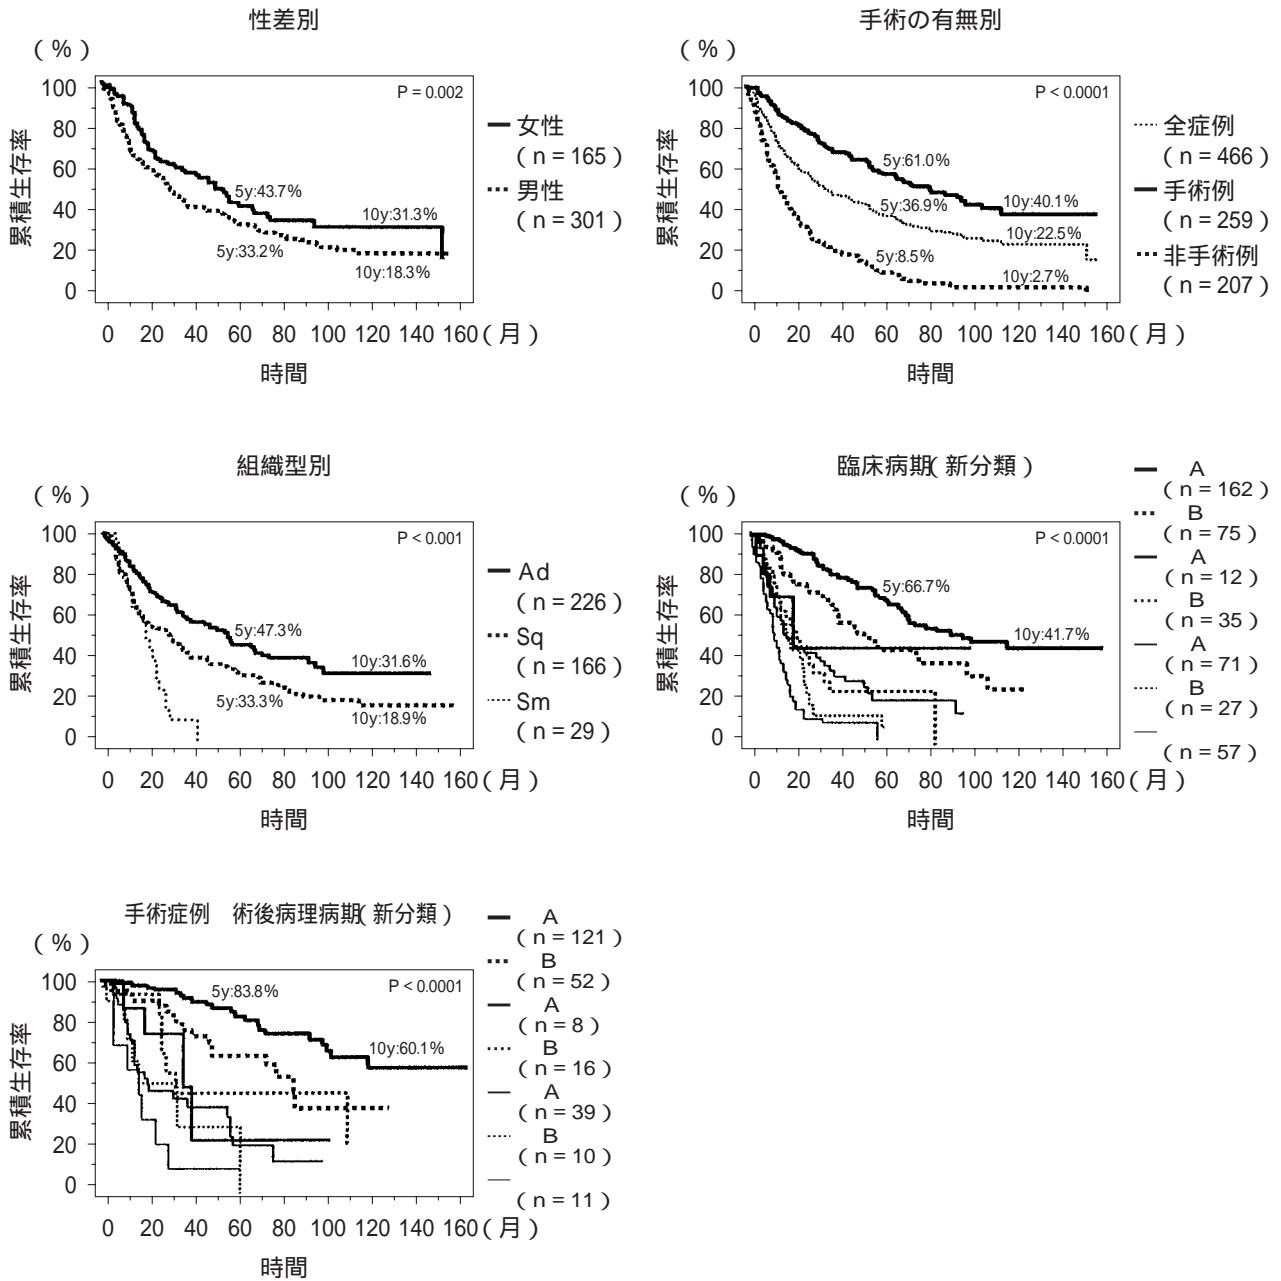 性差別
(%)
P = 0.002
100
80
60
40
20
0
累積生存率
5y:43.7%
10y:31.3%
5y:33.2%
10y:18.3%
0 20 40 60 80 100 120 140 160(月)
時間
女性
(n = 165)
男性
(n = 301)
手術の有無別
(%)
P < 0.0001
100
80
60
40
20
0
累積生存率
5y:61.0%
5y:36.9%
10y:40.1%
10y:22.5%
5y:8.5%
10y:2.7%
0 20 40 60 80 100 120 140 160(月)
時間
全症例
(n = 466)
手術例
(n = 259)
非手術例
(n = 207)
組織型別
(%)
P < 0.001
100
80
60
40
20
0
累積生存率
5y:47.3%
10y:31.6%
5y:33.3%
10y:18.9%
0 20 40 60 80 100 120 140 160(月)
時間
Ad
(n = 226)
Sq
(n = 166)
Sm
(n = 29)
臨床病期(新分類)
(%)
P < 0.0001
100
80
60
40
20
0
累積生存率
5y:66.7%
10y:41.7%
0 20 40 60 80 100 120 140 160(月)
時間
A
(n = 162)
B
(n = 75)
A
(n = 12)
B
(n = 35)
A
(n = 71)
B
(n = 27)
(n = 57)
手術症例 術後病理病期(新分類)
(%)
P < 0.0001
100
80
60
40
20
0
累積生存率
5y:83.8%
10y:60.1%
0 20 40 60 80 100 120 140 160(月)
時間
A
(n = 121)
B
(n = 52)
A
(n = 8)
B
(n = 16)
A
(n = 39)
B
(n = 10)
(n = 11)